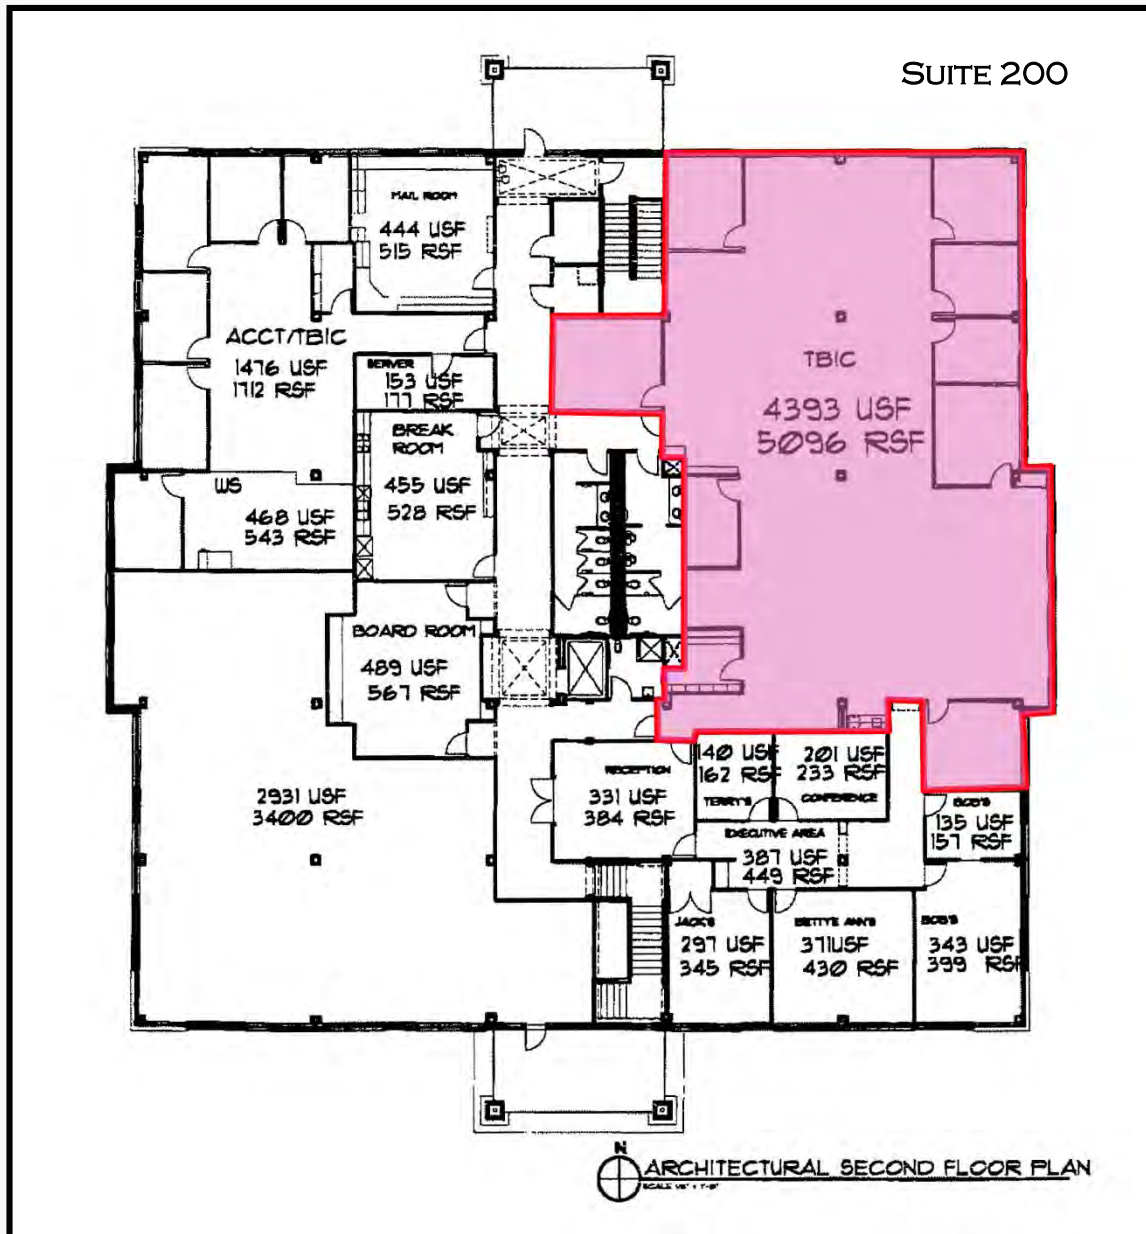 SUITE 200
MAIL ROOM
444 USF
515 RSF
ACCT/TBIC
1476 USF
1712 RSF
SERVER
153 USF
177 RSF
TBIC
4393 USF
5096 RSF
BREAK
ROOM
455 USF
528 RSF
WS
468 USF
543 RSF
BOARD ROOM
489 USF
567 RSF
2931 USF
3400 RSF
RECEPTION
331 USF
384 RSF
140 USF
162 RSF
TERRY'S
201 USF
233 RSF
CONFERENCE
BOB'S
135 USF
157 RSF
EXECUTIVE AREA
387 USF
449 RSF
JACK'S
297 USF
345 RSF
BETTYE ANN'S
371USF
430 RSF
BOB'S
343 USF
399 RSF
N
ARCHITECTURAL SECOND FLOOR PLAN